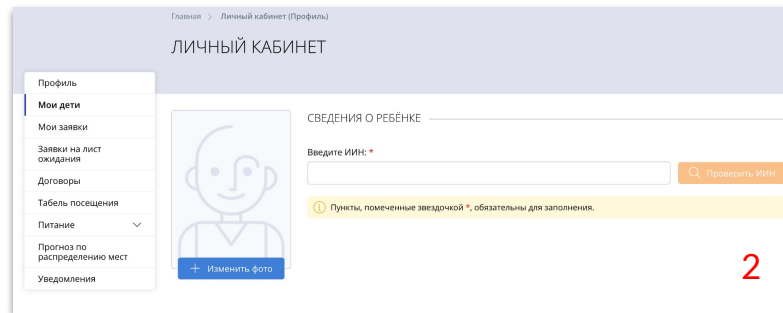 Главная > Личный кабинет (Профиль)
ЛИЧНЫЙ КАБИНЕТ
Профиль
Мои дети
Мои заявки
Заявки на лист
ожидания
Договоры
Табель посещения
Питание
Прогноз по
распределению мест
Уведомления
Изменить фото
СВЕДЕНИЯ О РЕБЁНКЕ
Введите ИИН: *
Проверить ИИН
Пункты, помеченные звездочкой *, обязательны для заполнения.
2